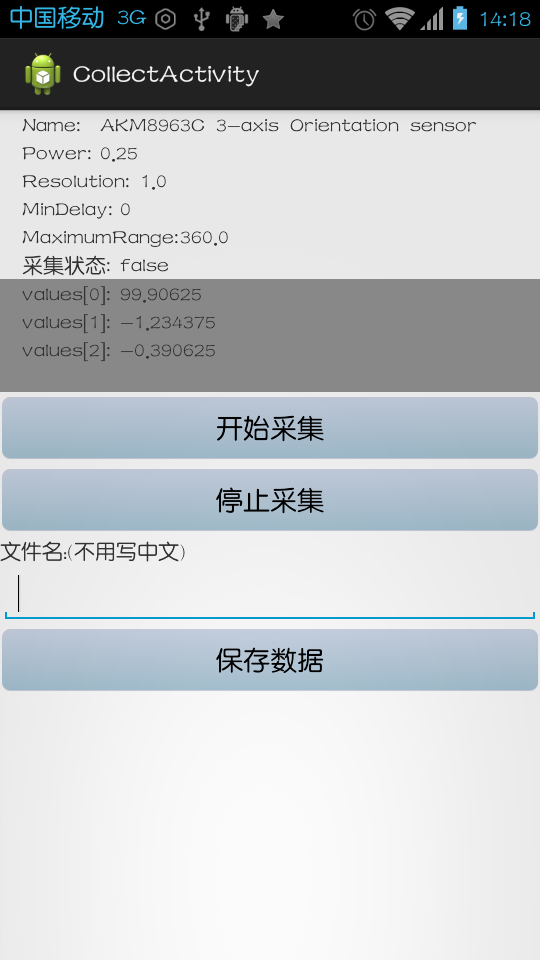 中国移动 3G 14:18
CollectActivity
Name: AKM8963C 3-axis Orientation sensor
Power: 0.25
Resolution: 1.0
MinDelay: 0
MaximumRange:360.0
采集状态: false
values[0]: 99.90625
values[1]: -1.234375
values[2]: -0.390625
开始采集
停止采集
文件名:(不用写中文)
保存数据